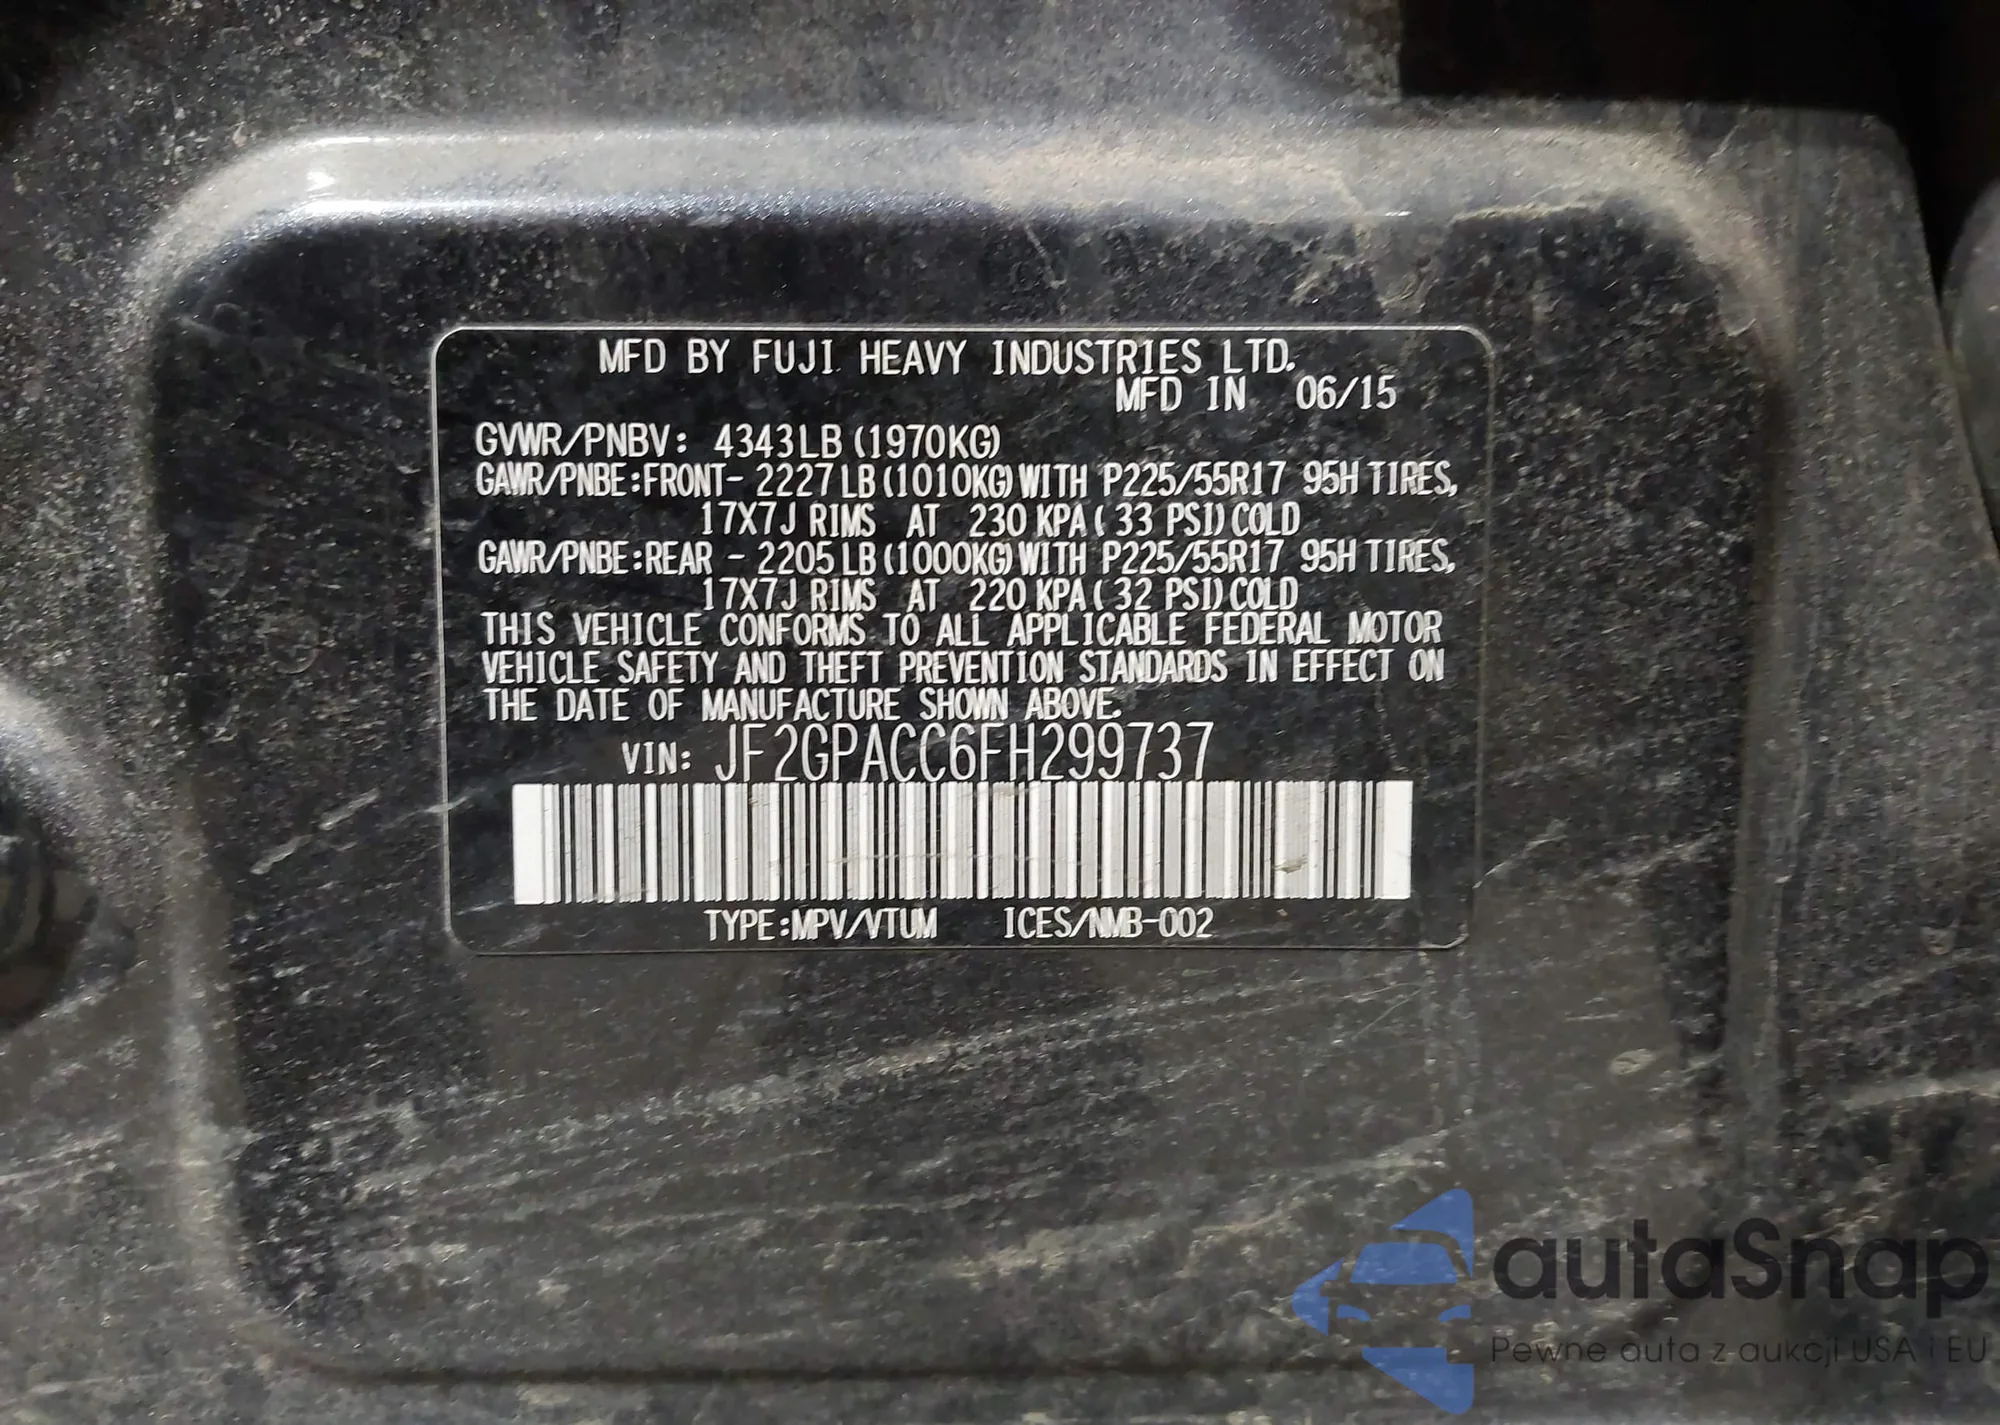 MFD BY FUJI HEAVY INDUSTRIES LTD.
MFD IN 06/15
GVWR/PNBV: 4343LB (1970KG)
GAWR/PNBE:FRONT- 2227LB (1010KG) WITH P225/55R17 95H TIRES,
17X7J RIMS AT 230 KPA ( 33 PSI) COLD
GAWR/PNBE:REAR - 2205LB (1000KG) WITH P225/55R17 95H TIRES,
17X7J RIMS AT 220 KPA ( 32 PSI) COLD
THIS VEHICLE CONFORMS TO ALL APPLICABLE FEDERAL MOTOR
VEHICLE SAFETY AND THEFT PREVENTION STANDARDS IN EFFECT ON
THE DATE OF MANUFACTURE SHOWN ABOVE.
VIN: JF2GPACC6FH299737
TYPE:MPV/VTUM ICES/NMB-002
autaSnap
Pewne auta z aukcji USA i EU